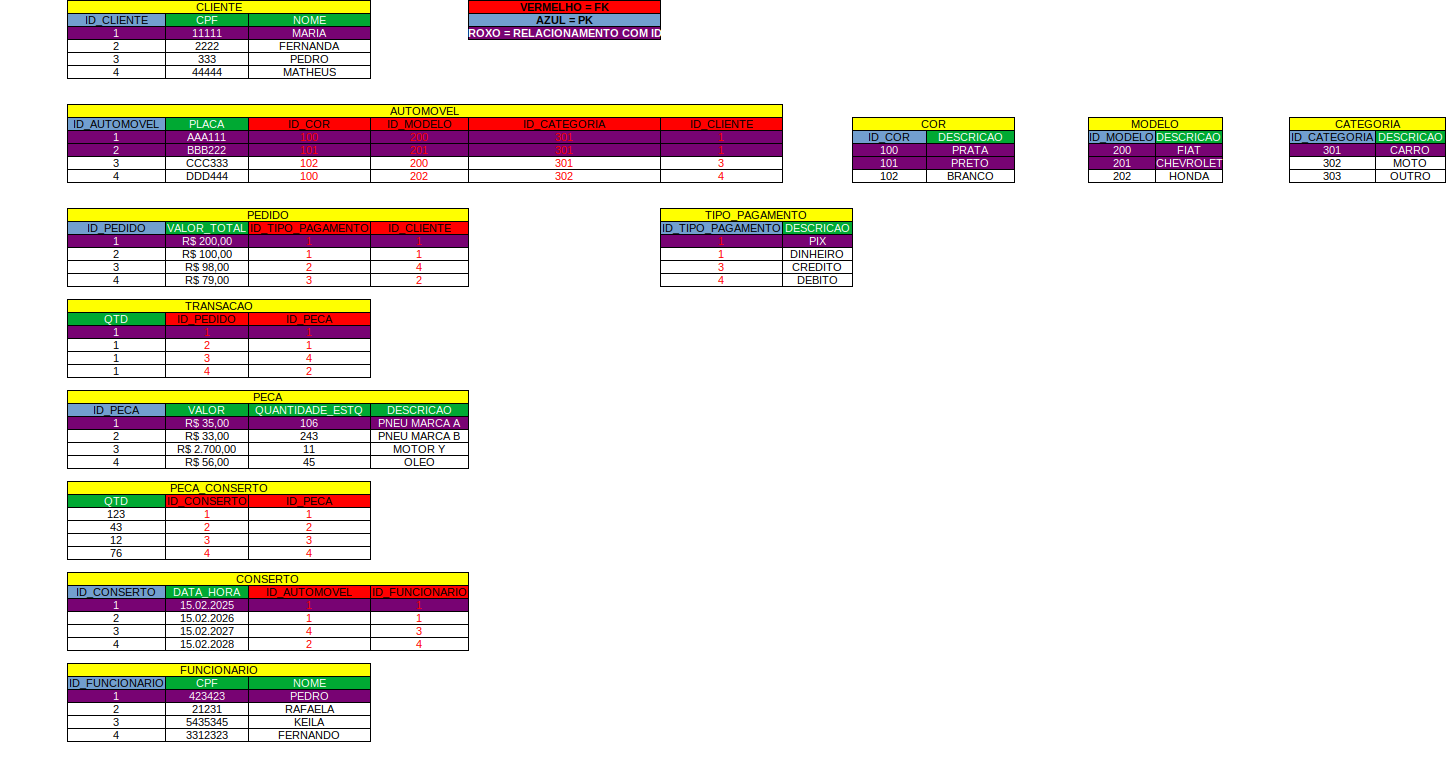 CLIENTE
ID_CLIENTE CPF NOME
1 11111 MARIA
2 2222 FERNANDA
3 333 PEDRO
4 44444 MATHEUS
VERMELHO = FK
AZUL = PK
ROXO = RELACIONAMENTO COM ID
AUTOMOVEL
ID_AUTOMOVEL PLACA ID_COR ID_MODELO ID_CATEGORIA ID_CLIENTE
1 AAA111 100 200 301 1
2 BBB222 101 201 301 1
3 CCC333 102 200 301 3
4 DDD444 100 202 302 4
COR
ID_COR DESCRICAO
100 PRATA
101 PRETO
102 BRANCO
MODELO
ID_MODELO DESCRICAO
200 FIAT
201 CHEVROLET
202 HONDA
CATEGORIA
ID_CATEGORIA DESCRICAO
301 CARRO
302 MOTO
303 OUTRO
PEDIDO
ID_PEDIDO VALOR_TOTAL ID_TIPO_PAGAMENTO ID_CLIENTE
1 R$ 200,00 1 1
2 R$ 100,00 1 1
3 R$ 98,00 2 4
4 R$ 79,00 3 2
TIPO_PAGAMENTO
ID_TIPO_PAGAMENTO DESCRICAO
1 PIX
1 DINHEIRO
3 CREDITO
4 DEBITO
TRANSACAO
QTD ID_PEDIDO ID_PECA
1 1 1
1 2 1
1 3 4
1 4 2
PECA
ID_PECA VALOR QUANTIDADE_ESTQ DESCRICAO
1 R$ 35,00 106 PNEU MARCA A
2 R$ 33,00 243 PNEU MARCA B
3 R$ 2.700,00 11 MOTOR Y
4 R$ 56,00 45 OLEO
PECA_CONSERTO
QTD ID_CONSERTO ID_PECA
123 1 1
43 2 2
12 3 3
76 4 4
CONSERTO
ID_CONSERTO DATA_HORA ID_AUTOMOVEL ID_FUNCIONARIO
1 15.02.2025 1 1
2 15.02.2026 1 1
3 15.02.2027 4 3
4 15.02.2028 2 4
FUNCIONARIO
ID_FUNCIONARIO CPF NOME
1 423423 PEDRO
2 21231 RAFAELA
3 5435345 KEILA
4 3312323 FERNANDO